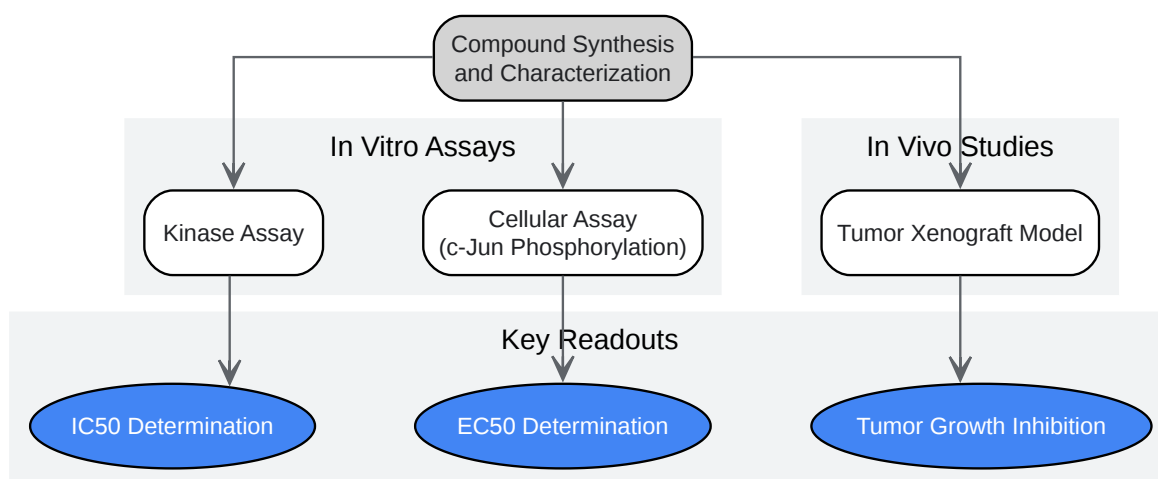 Compound Synthesis
and Characterization
In Vitro Assays
In Vivo Studies
Kinase Assay
Cellular Assay
(c-Jun Phosphorylation)
Tumor Xenograft Model
Key Readouts
IC50 Determination
EC50 Determination
Tumor Growth Inhibition